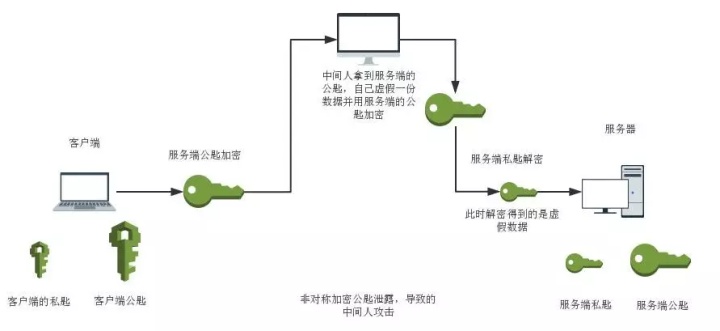 中间人拿到服务端的
公匙，自己虚假一份
数据并用服务端的公
匙加密
客户端
服务器
服务端公匙加密
服务端私匙解密
此时解密得到的是虚
假数据
客户端的私匙
客户端公匙
非对称加密公匙泄露，导致的
中间人攻击
服务端私匙
服务端公匙